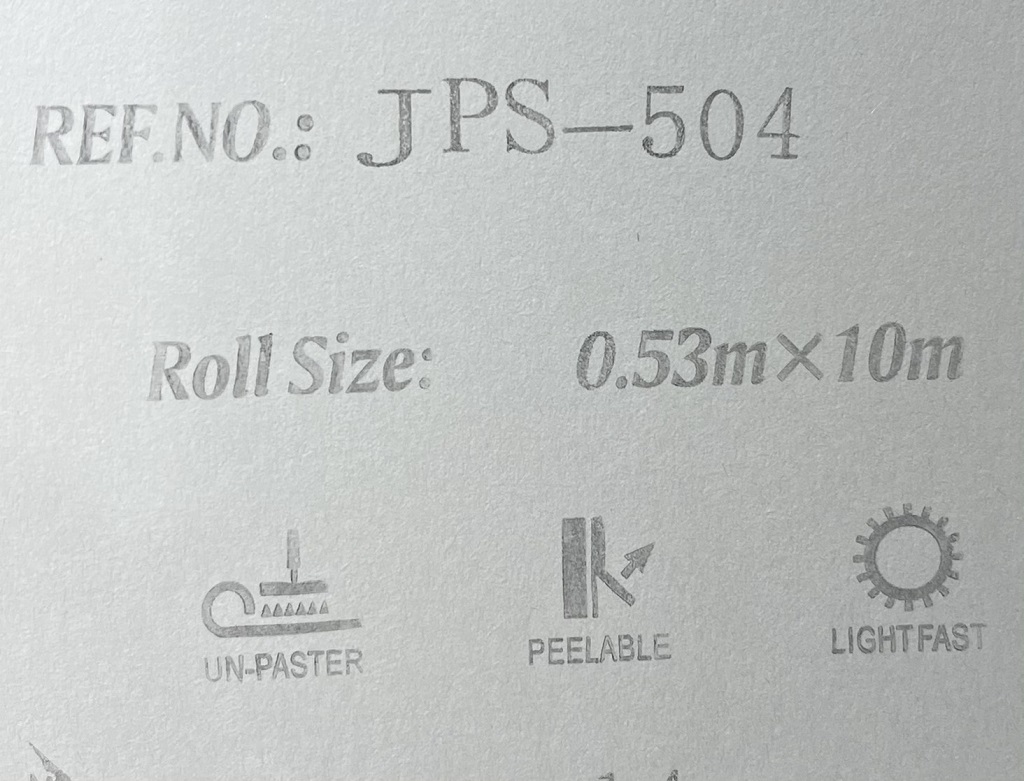 REF.NO.: JPS-504
Roll Size: 0.53m×10m
UN-PASTER PEELABLE LIGHTFAST